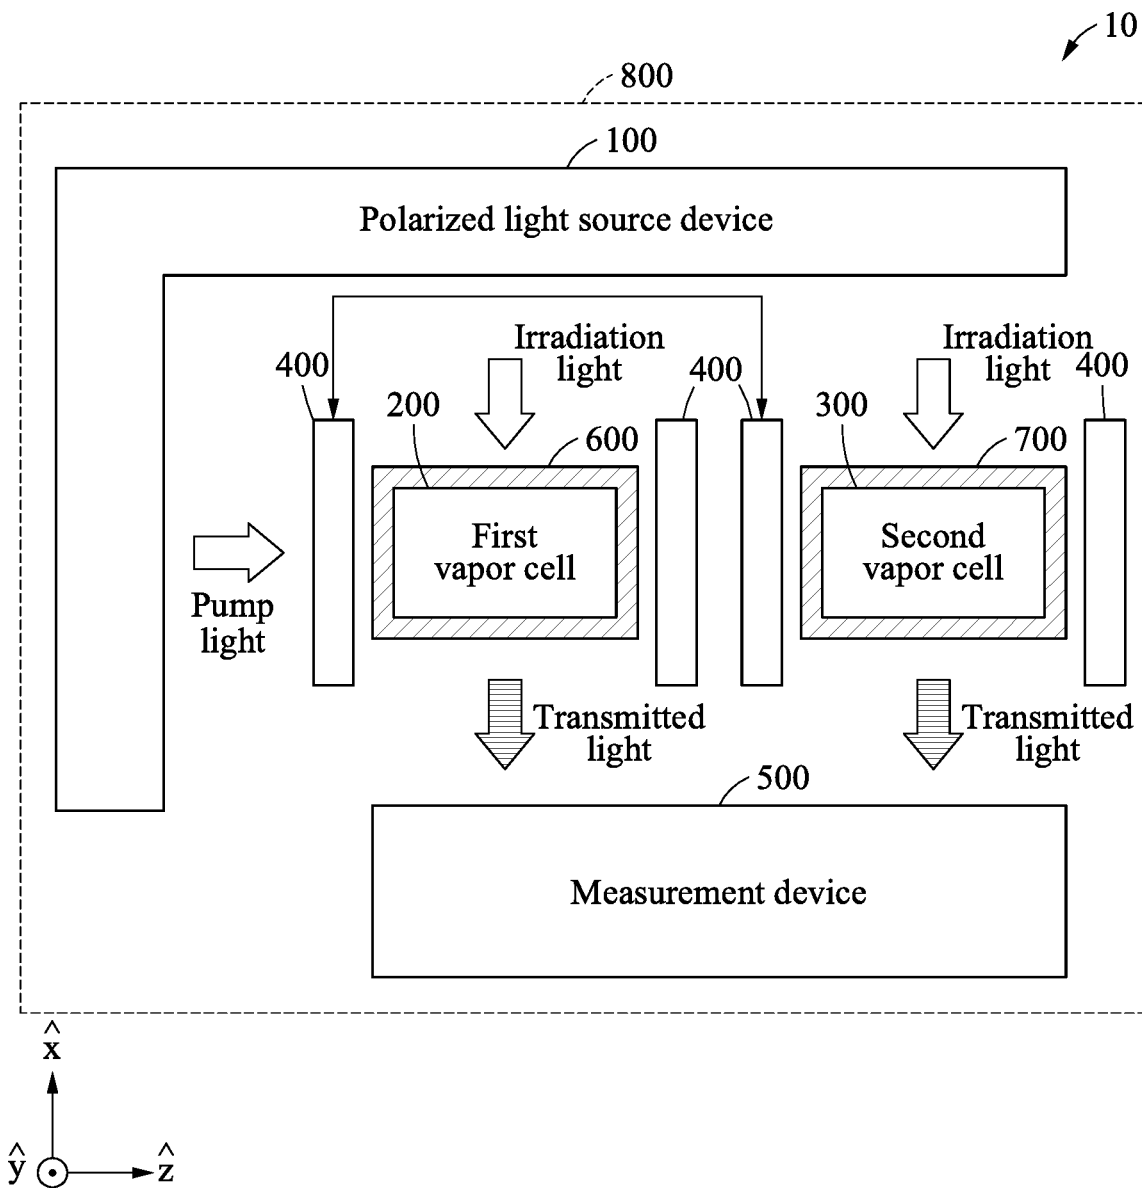 10
800
100
Polarized light source device
Irradiation
light
Irradiation
light
400
400
400
200
300
600
700
First
vapor cell
Second
vapor cell
Pump
light
Transmitted
light
Transmitted
light
500
Measurement device
x̂
ŷ
ẑ